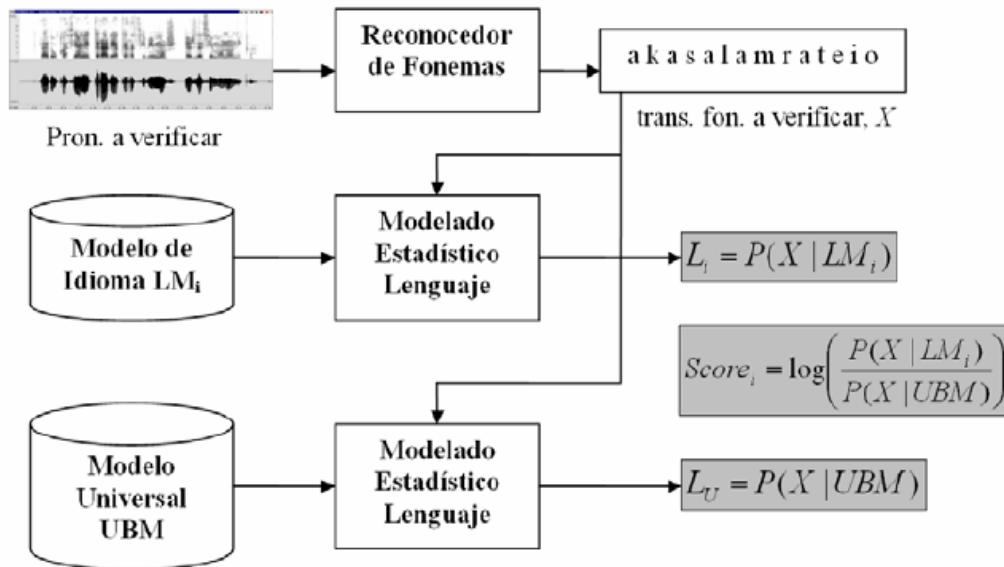 Reconocedor
de Fonemas
a k a s a l a m r a t e i o
Pron. a verificar
trans. fon. a verificar, X
Modelo de
Idioma LMi
Modelado
Estadístico
Lenguaje
L_i = P(X | LM_i)
Score_i = log(P(X | LM_i) / P(X | UBM))
Modelo
Universal
UBM
Modelado
Estadístico
Lenguaje
L_U = P(X | UBM)